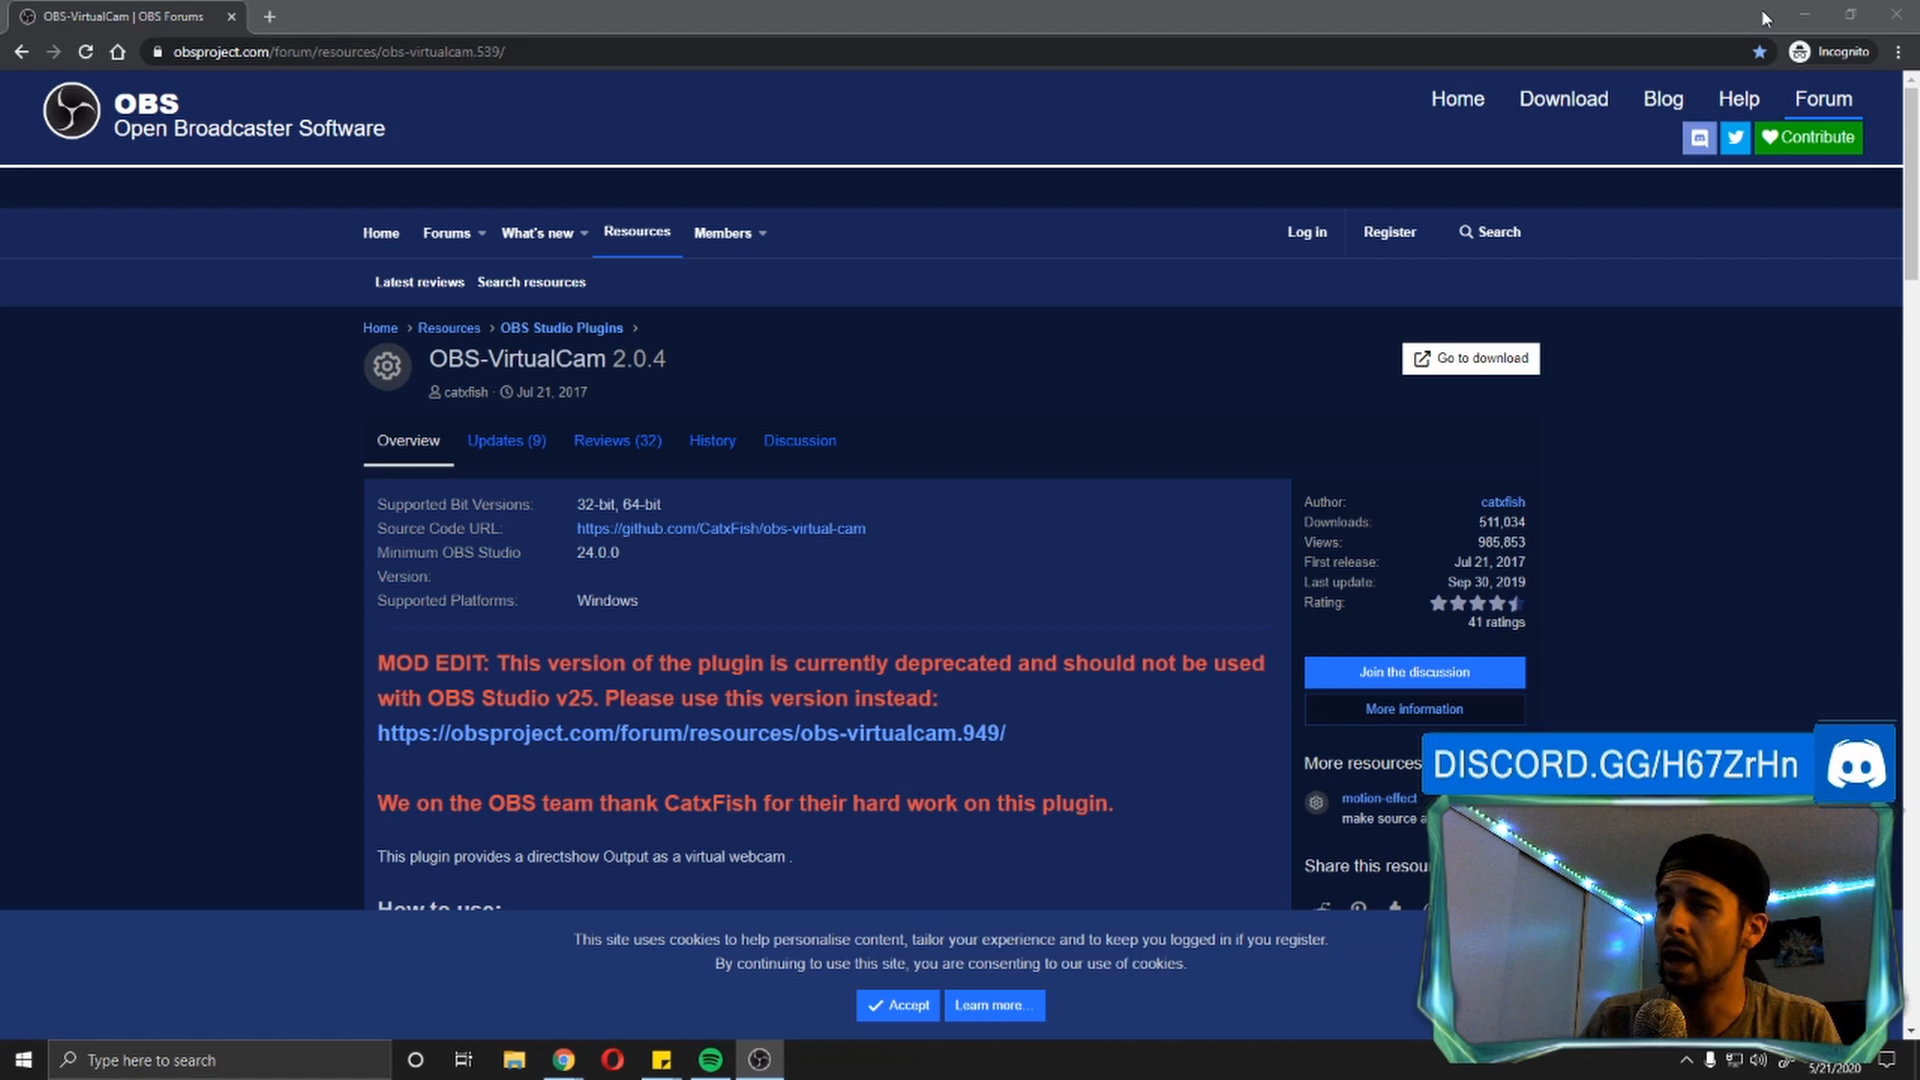 OBS-VirtualCam | OBS Forums
obsproject.com/forum/resources/obs-virtualcam.539/
Incognito
OBS
Open Broadcaster Software
Home Download Blog Help Forum
Contribute
Home Forums What's new Resources Members Log in Register Search
Latest reviews Search resources
Home Resources OBS Studio Plugins
OBS-VirtualCam 2.0.4
Go to download
catxfish · Jul 21, 2017
Overview Updates (9) Reviews (32) History Discussion
Supported Bit Versions: 32-bit, 64-bit
Source Code URL: https://github.com/CatxFish/obs-virtual-cam
Minimum OBS Studio 24.0.0
Version:
Supported Platforms: Windows
MOD EDIT: This version of the plugin is currently deprecated and should not be used
with OBS Studio v25. Please use this version instead:
https://obsproject.com/forum/resources/obs-virtualcam.949/
We on the OBS team thank CatxFish for their hard work on this plugin.
This plugin provides a directshow Output as a virtual webcam .
How to use:
Author: catxfish
Downloads: 511,034
Views: 985,853
First release: Jul 21, 2017
Last update: Sep 30, 2019
Rating:
41 ratings
Join the discussion
More information
More resources
DISCORD.GG/H67ZrHn
motion-effect
make source a
Share this resou
This site uses cookies to help personalise content, tailor your experience and to keep you logged in if you register.
By continuing to use this site, you are consenting to our use of cookies.
Accept Learn more...
Type here to search
5/21/2020